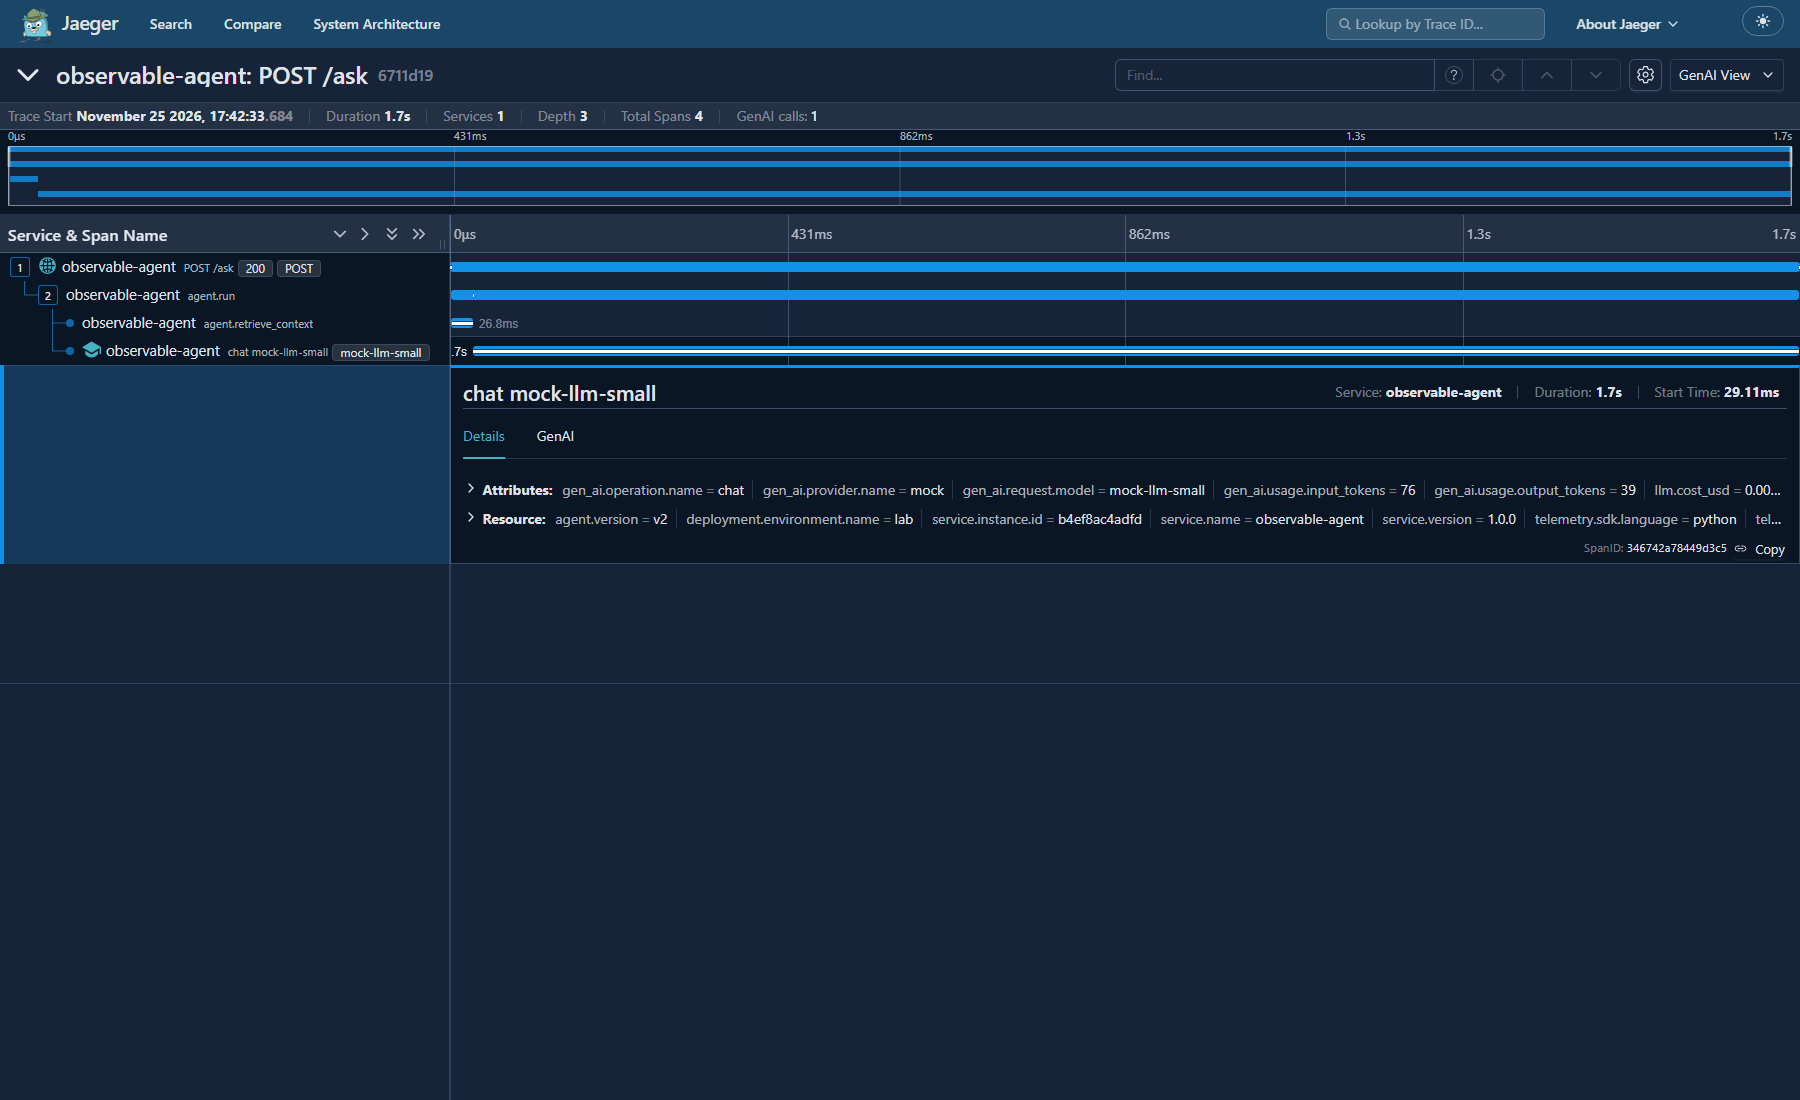 Jaeger Search Compare System Architecture Lookup by Trace ID... About Jaeger
observable-agent: POST /ask 6711d19 Find... ? GenAI View
Trace Start November 25 2026, 17:42:33.684 Duration 1.7s Services 1 Depth 3 Total Spans 4 GenAI calls: 1
0μs 431ms 862ms 1.3s 1.7s
Service & Span Name 0μs 431ms 862ms 1.3s 1.7s
1 observable-agent POST /ask 200 POST
2 observable-agent agent.run
observable-agent agent.retrieve_context 26.8ms
observable-agent chat mock-llm-small mock-llm-small .7s
chat mock-llm-small Service: observable-agent Duration: 1.7s Start Time: 29.11ms
Details GenAI
Attributes: gen_ai.operation.name = chat gen_ai.provider.name = mock gen_ai.request.model = mock-llm-small gen_ai.usage.input_tokens = 76 gen_ai.usage.output_tokens = 39 llm.cost_usd = 0.00...
Resource: agent.version = v2 deployment.environment.name = lab service.instance.id = b4ef8ac4adfd service.name = observable-agent service.version = 1.0.0 telemetry.sdk.language = python tel...
SpanID: 346742a78449d3c5 Copy